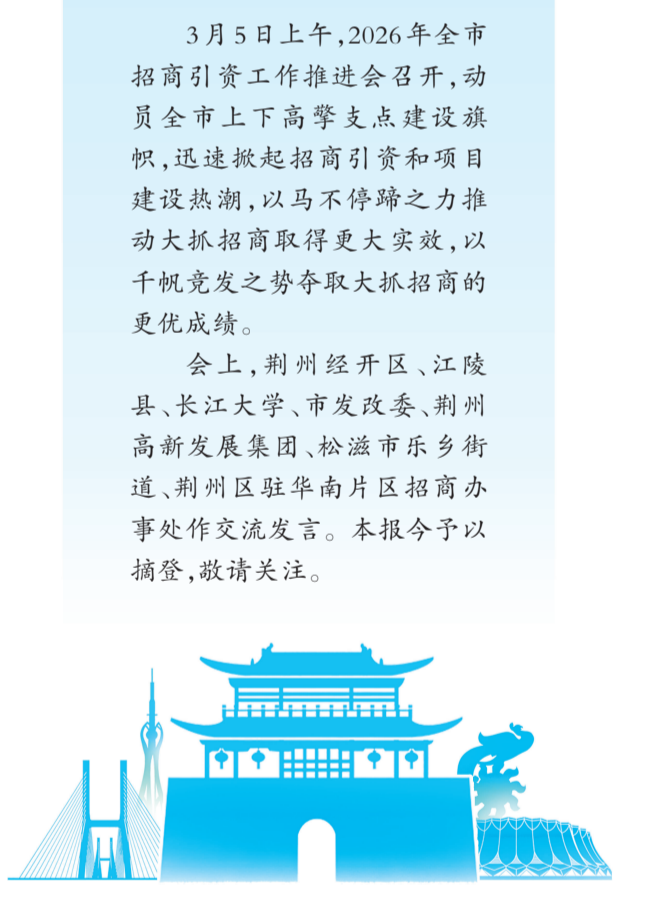 3月5日上午,2026年全市
招商引资工作推进会召开,动
员全市上下高擎支点建设旗
帜,迅速掀起招商引资和项目
建设热潮,以马不停蹄之力推
动大抓招商取得更大实效,以
千帆竞发之势夺取大抓招商的
更优成绩。
会上,荆州经开区、江陵
县、长江大学、市发改委、荆州
高新发展集团、松滋市乐乡街
道、荆州区驻华南片区招商办
事处作交流发言。本报今予以
摘登,敬请关注。